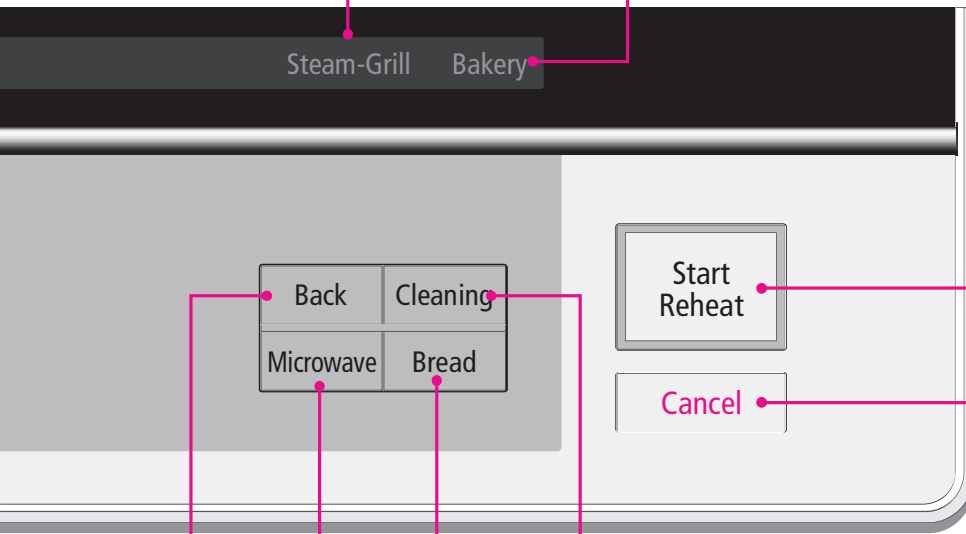 Steam-Grill Bakery
Back Cleaning
Microwave Bread
Start
Reheat
Cancel